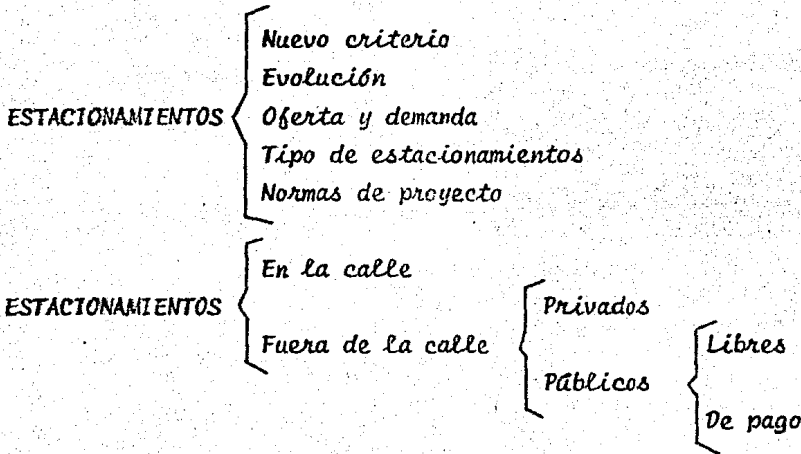 Nuevo criterio
Evolución
ESTACIONAMIENTOS Oferta y demanda
Tipo de estacionamientos
Normas de proyecto
En la calle
ESTACIONAMIENTOS Privados
Fuera de la calle Libres
Públicos
De pago